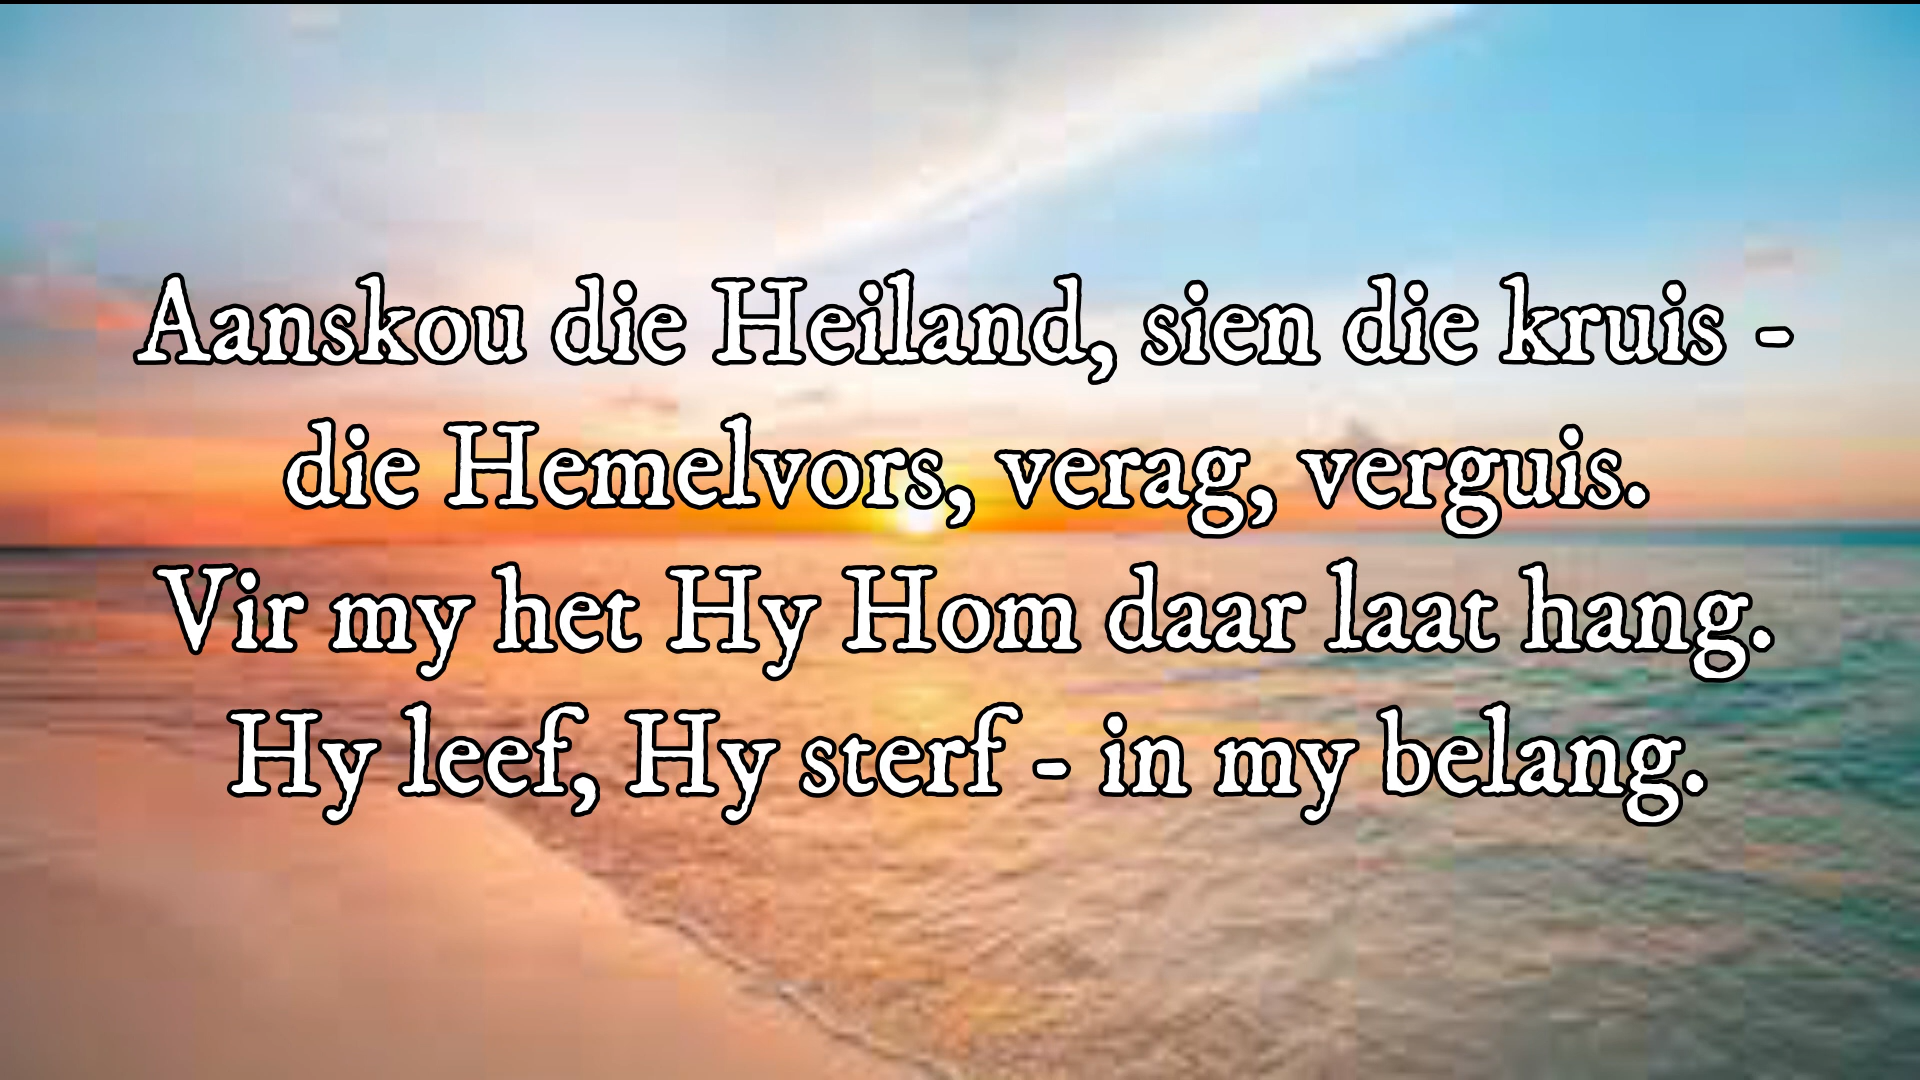 Aanskou die Heiland, sien die kruis -
die Hemelvors, verag, verguis.
Vir my het Hy Hom daar laat hang.
Hy leef, Hy sterf - in my belang.